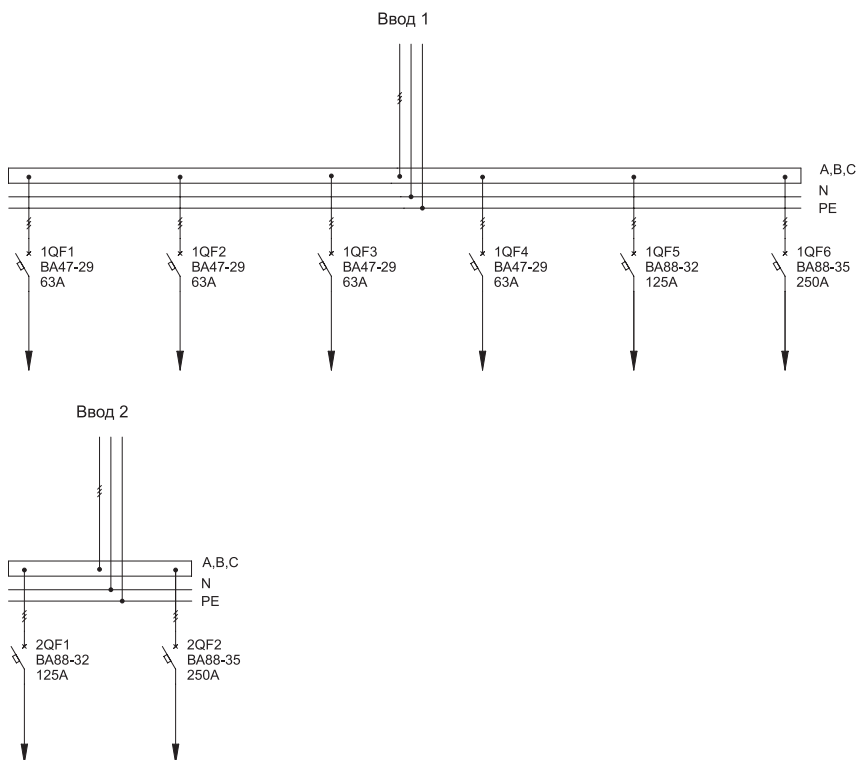 Ввод 1
A,B,C
N
PE
1QF1
ВА47-29
63А
1QF2
ВА47-29
63А
1QF3
ВА47-29
63А
1QF4
ВА47-29
63А
1QF5
ВА88-32
125А
1QF6
ВА88-35
250А
Ввод 2
A,B,C
N
PE
2QF1
ВА88-32
125А
2QF2
ВА88-35
250А